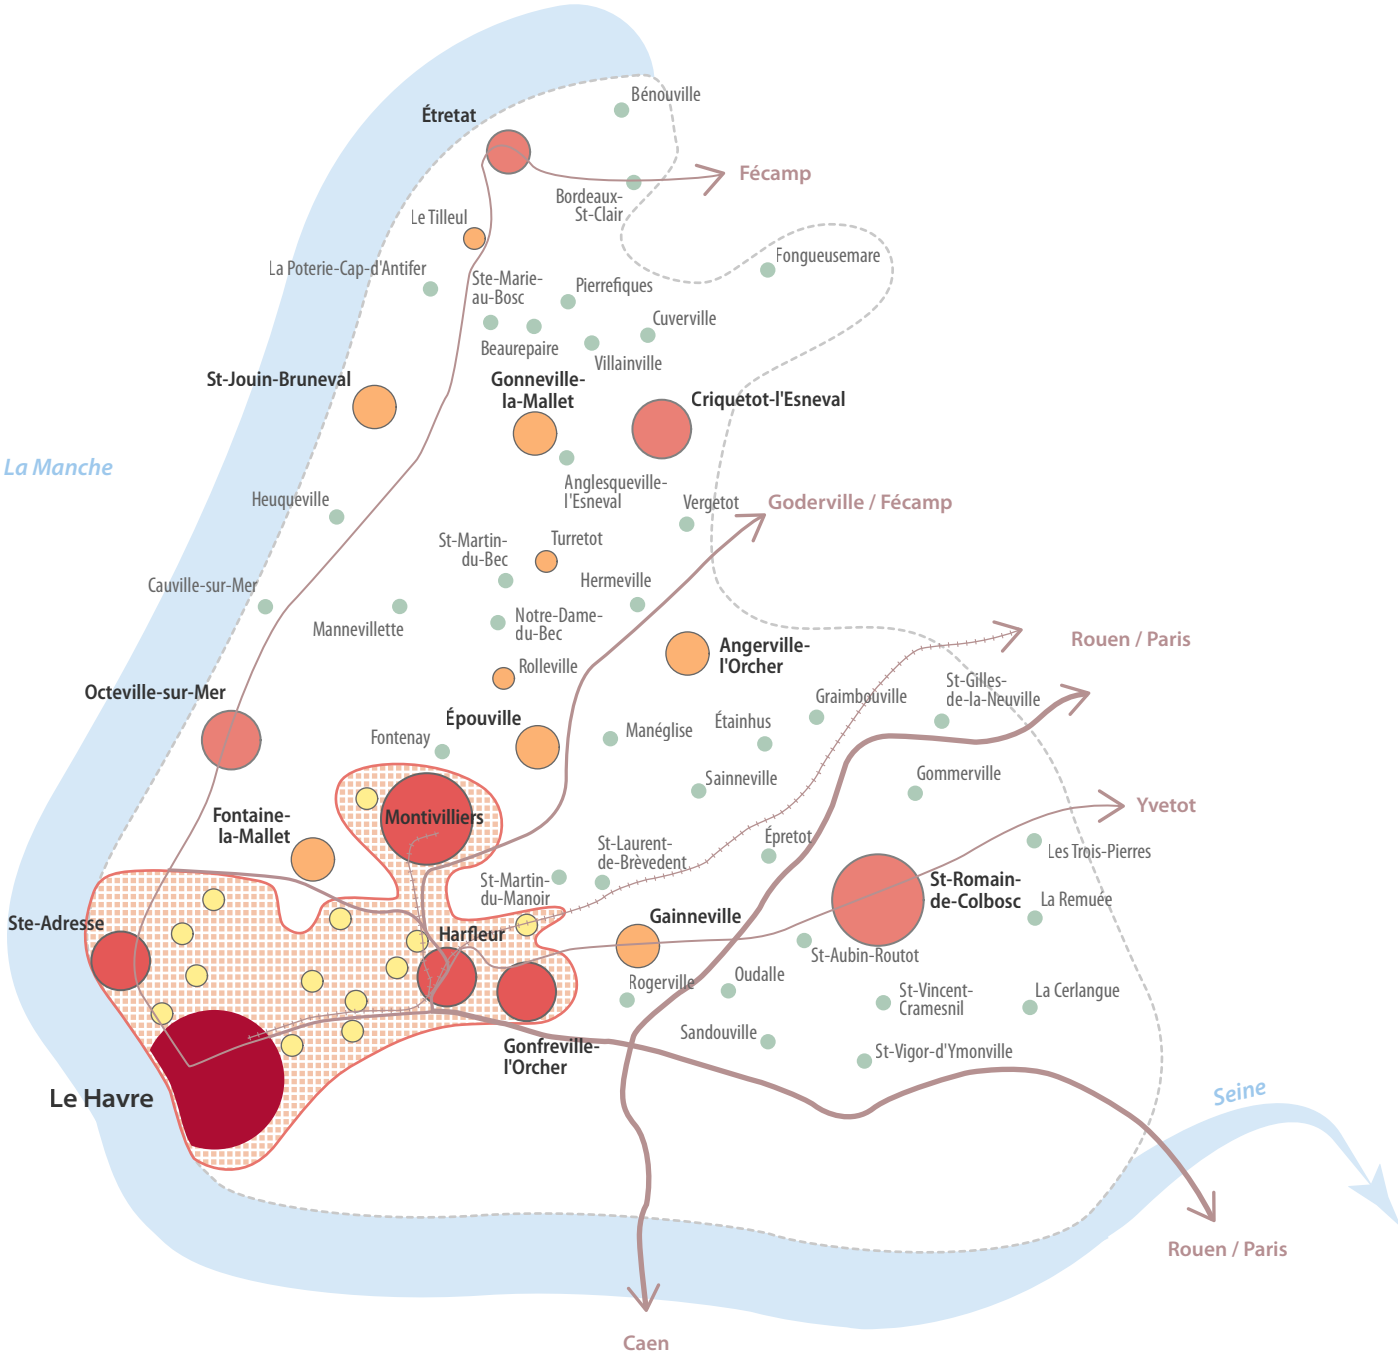 Bénouville
Étretat
Fécamp
Bordeaux-
St-Clair
Le Tilleul
Fongueusemare
La Poterie-Cap-d'Antifer
Ste-Marie-
au-Bosc
Pierrefiques
Cuverville
Beaurepaire
Villainville
St-Jouin-Bruneval
Gonneville-
la-Mallet
Criquetot-l'Esneval
La Manche
Anglesqueville-
l'Esneval
Heuqueville
Vergetot
Goderville / Fécamp
St-Martin-
du-Bec
Turretot
Hermeville
Cauville-sur-Mer
Mannevillette
Notre-Dame-
du-Bec
Angerville-
l'Orcher
Rouen / Paris
Rolleville
St-Gilles-
de-la-Neuville
Octeville-sur-Mer
Graimbouville
Épouville
Étainhus
Manéglise
Fontenay
Sainneville
Gommerville
Yvetot
Fontaine-
la-Mallet
Montivilliers
Épretot
St-Laurent-
de-Brèvedent
Les Trois-Pierres
St-Martin-
du-Manoir
St-Romain-
de-Colbosc
La Remuée
Ste-Adresse
Gainneville
Harfleur
St-Aubin-Routot
Rogerville
Oudalle
St-Vincent-
Cramesnil
La Cerlangue
Sandouville
Gonfreville-
l'Orcher
St-Vigor-d'Ymonville
Le Havre
Seine
Rouen / Paris
Caen